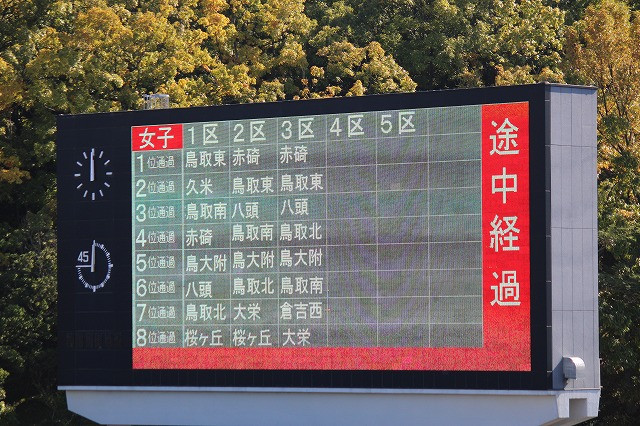 女子 1区 2区 3区 4区 5区
1位通過 鳥取東 赤碕 赤碕
2位通過 久米 鳥取東 鳥取東
3位通過 鳥取南 八頭 八頭
4位通過 赤碕 鳥取南 鳥取北
5位通過 鳥大附 鳥大附 鳥大附
6位通過 八頭 鳥取北 鳥取南
7位通過 鳥取北 大栄 倉吉西
8位通過 桜ヶ丘 桜ヶ丘 大栄
途中経過
45